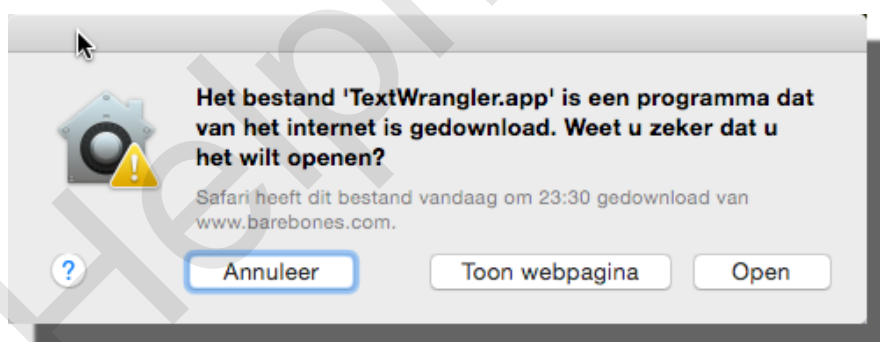 Het bestand 'TextWrangler.app' is een programma dat
van het internet is gedownload. Weet u zeker dat u
het wilt openen?
Safari heeft dit bestand vandaag om 23:30 gedownload van
www.barebones.com.
?
Annuleer
Toon webpagina
Open